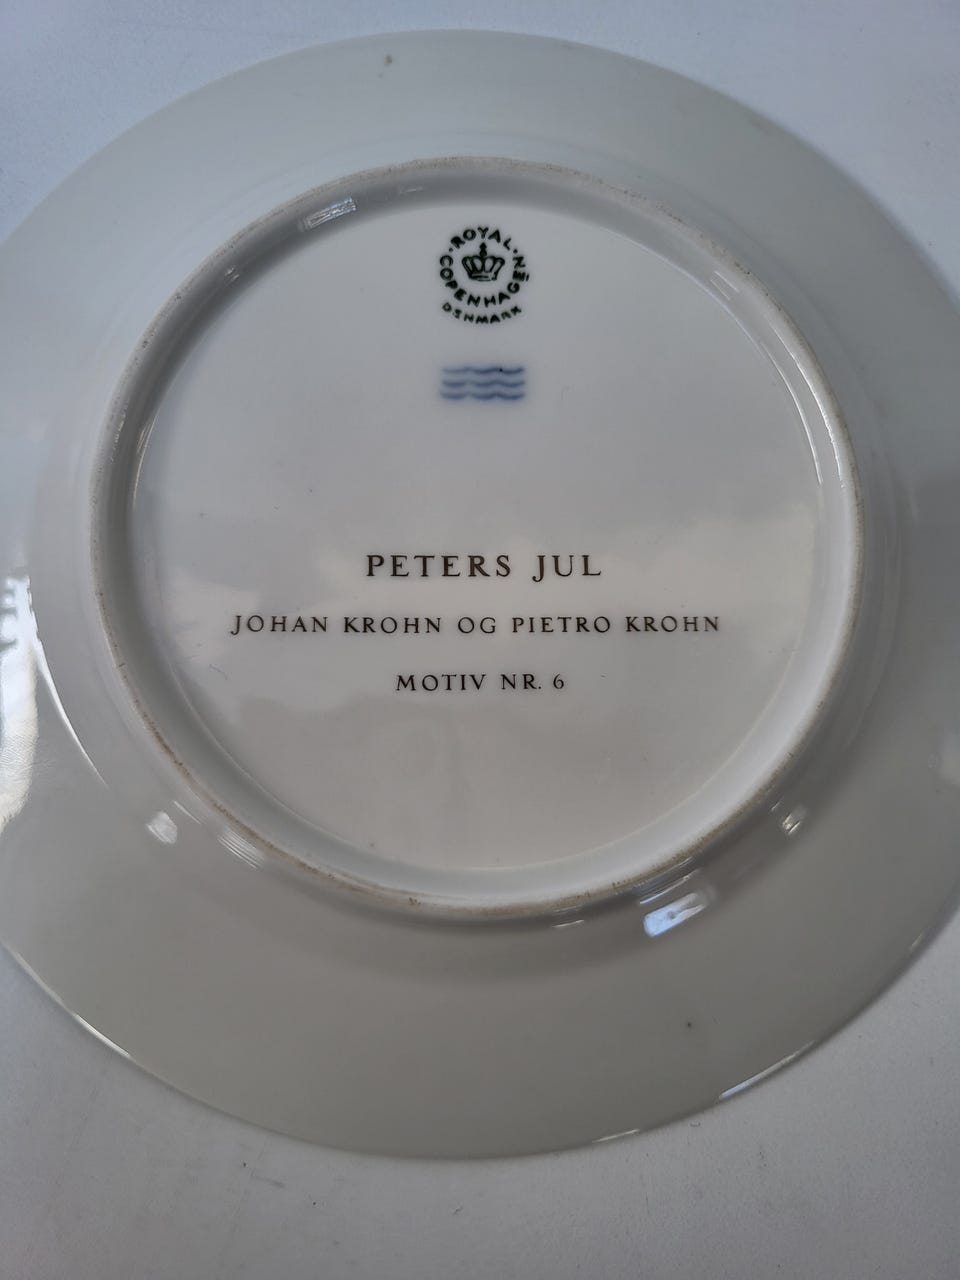 ROYAL
COPENHAGEN
DENMARK
PETERS JUL
JOHAN KROHN OG PIETRO KROHN
MOTIV NR. 6